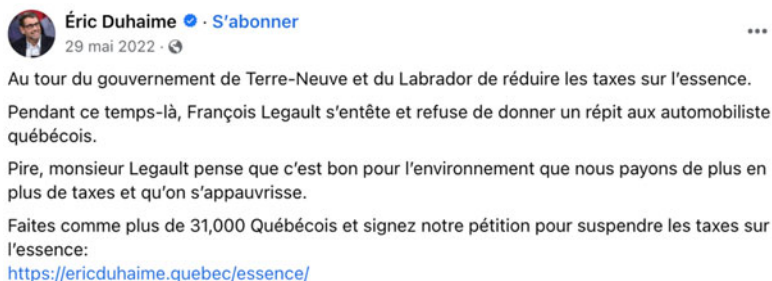 Éric Duhaime · S'abonner
29 mai 2022 ·
Au tour du gouvernement de Terre-Neuve et du Labrador de réduire les taxes sur l'essence.
Pendant ce temps-là, François Legault s'entête et refuse de donner un répit aux automobiliste
québécois.
Pire, monsieur Legault pense que c'est bon pour l'environnement que nous payons de plus en
plus de taxes et qu'on s'appauvrisse.
Faites comme plus de 31,000 Québécois et signez notre pétition pour suspendre les taxes sur
l'essence:
https://ericduhaime.quebec/essence/